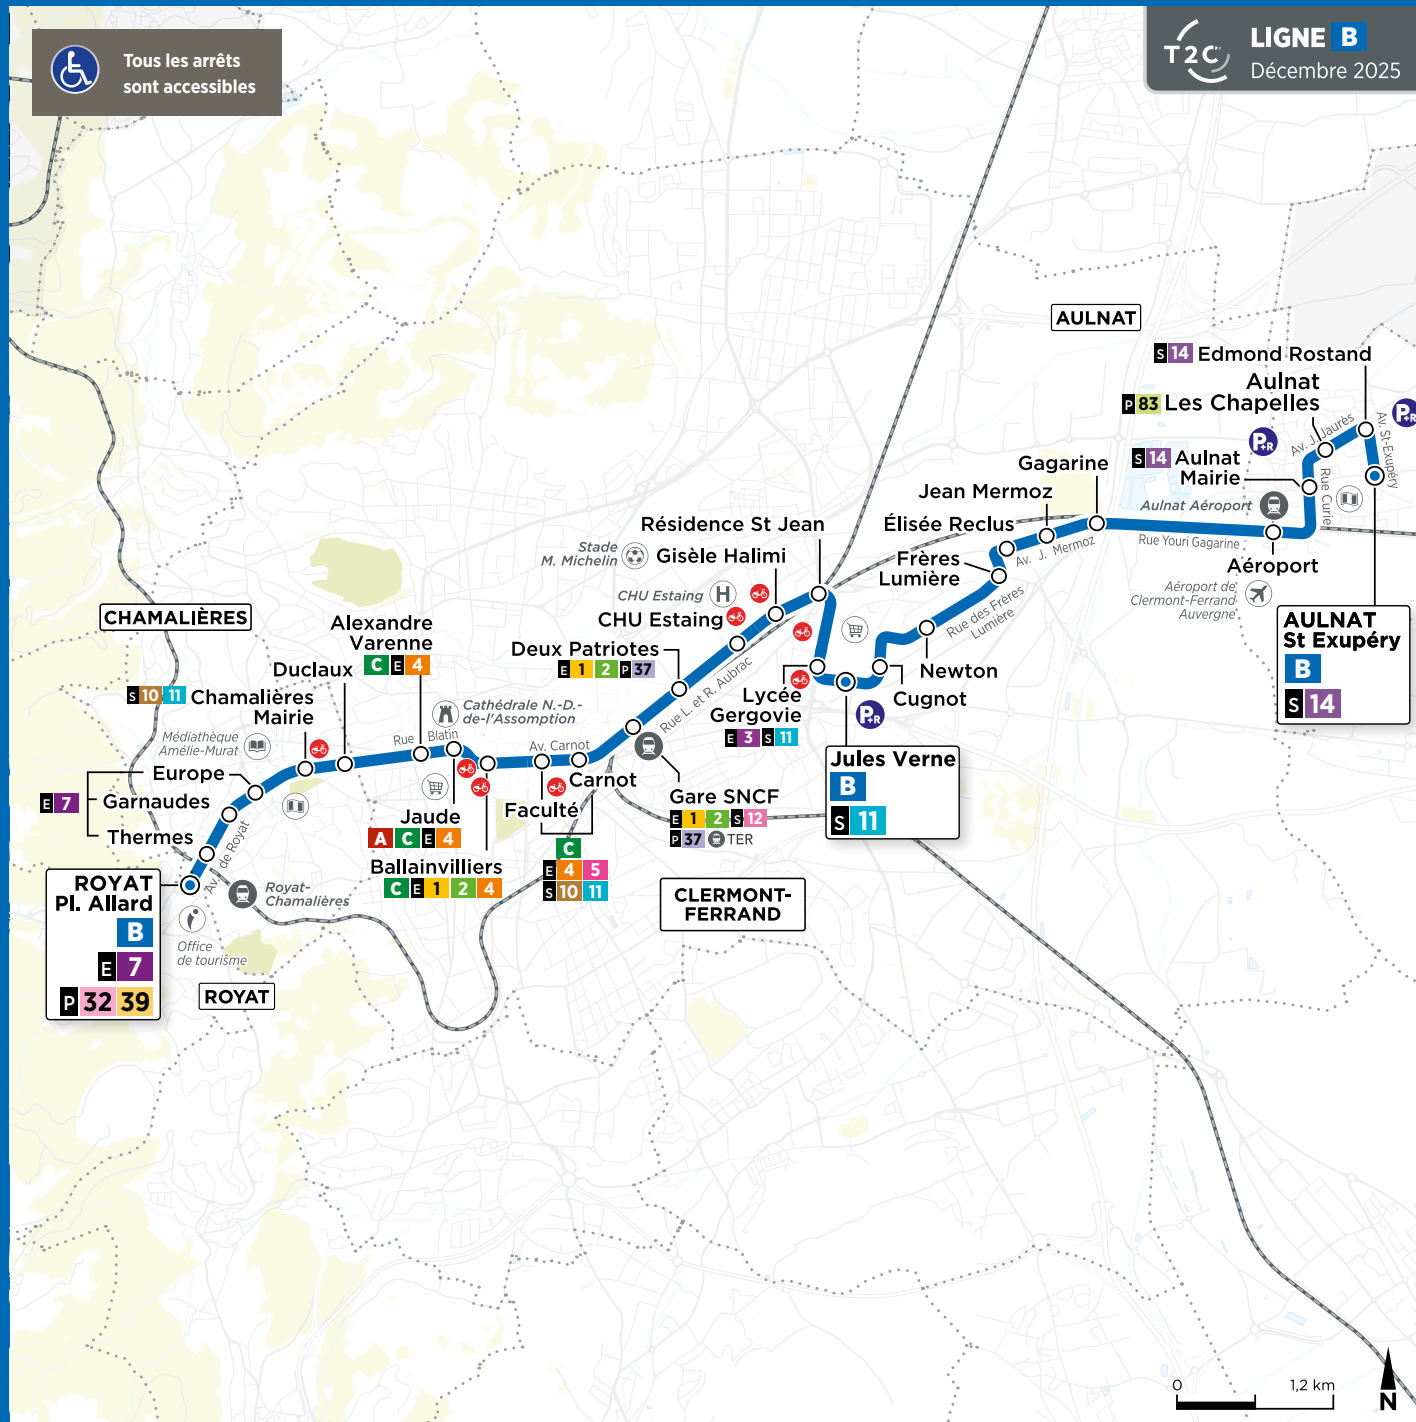 Tous les arrêts
sont accessibles
T2C
LIGNE B
Décembre 2025
AULNAT
S 14 Edmond Rostand
Aulnat
P 83 Les Chapelles
P+R
P+R
Av. J. Jaurès
Av. St-Exupéry
S 14 Aulnat
Mairie
Rue Curie
Gagarine
Jean Mermoz
Aulnat Aéroport
Élisée Reclus
Résidence St Jean
Av. J. Mermoz
Rue Youri Gagarine
Aéroport
Stade
M. Michelin
Gisèle Halimi
Frères
Lumière
Aéroport de
Clermont-Ferrand
Auvergne
CHU Estaing H
CHU Estaing
Rue des Frères
Lumière
CHAMALIÈRES
Alexandre
Varenne
C E 4
AULNAT
St Exupéry
B
S 14
Deux Patriotes
E 1 2 P 37
Rue L. et R. Aubrac
Newton
Cugnot
Duclaux
S 10 11 Chamalières
Mairie
Lycée
Gergovie
E 3 S 11
P+R
Cathédrale N.-D.-
de-l'Assomption
Médiathèque
Amélie-Murat
Rue Blatin
Av. Carnot
Jules Verne
B
S 11
Europe
E 7 Garnaudes
Thermes
Carnot
Faculté
C
E 4 5
S 10 11
Gare SNCF
E 1 2 S 12
P 37 TER
Jaude
A C E 4
Ballainvilliers
C E 1 2 4
Av. de Royat
ROYAT
Pl. Allard
B
E 7
P 32 39
Royat-
Chamalières
CLERMONT-
FERRAND
Office
de tourisme
ROYAT
0 1,2 km
N